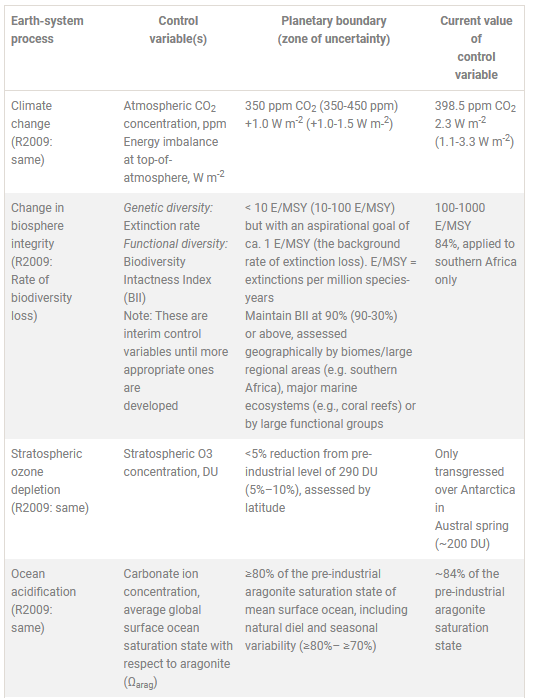 Earth-system
process
Control
variable(s)
Planetary boundary
(zone of uncertainty)
Current value
of
control
variable
Climate
change
(R2009:
same)
Atmospheric CO₂
concentration, ppm
Energy imbalance
at top-of-
atmosphere, W m⁻²
350 ppm CO₂ (350-450 ppm)
+1.0 W m⁻² (+1.0-1.5 W m-²)
398.5 ppm CO₂
2.3 W m⁻²
(1.1-3.3 W m⁻²)
Change in
biosphere
integrity
(R2009:
Rate of
biodiversity
loss)
Genetic diversity:
Extinction rate
Functional diversity:
Biodiversity
Intactness Index
(BII)
Note: These are
interim control
variables until more
appropriate ones
are
developed
< 10 E/MSY (10-100 E/MSY)
but with an aspirational goal of
ca. 1 E/MSY (the background
rate of extinction loss). E/MSY =
extinctions per million species-
years
Maintain BII at 90% (90-30%)
or above, assessed
geographically by biomes/large
regional areas (e.g. southern
Africa), major marine
ecosystems (e.g., coral reefs) or
by large functional groups
100-1000
E/MSY
84%, applied to
southern Africa
only
Stratospheric
ozone
depletion
(R2009: same)
Stratospheric O3
concentration, DU
<5% reduction from pre-
industrial level of 290 DU
(5%–10%), assessed by
latitude
Only
transgressed
over Antarctica
in
Austral spring
(~200 DU)
Ocean
acidification
(R2009:
same)
Carbonate ion
concentration,
average global
surface ocean
saturation state with
respect to aragonite
(Ωarag)
≥80% of the pre-industrial
aragonite saturation state of
mean surface ocean, including
natural diel and seasonal
variability (≥80%– ≥70%)
~84% of the
pre-industrial
aragonite
saturation
state